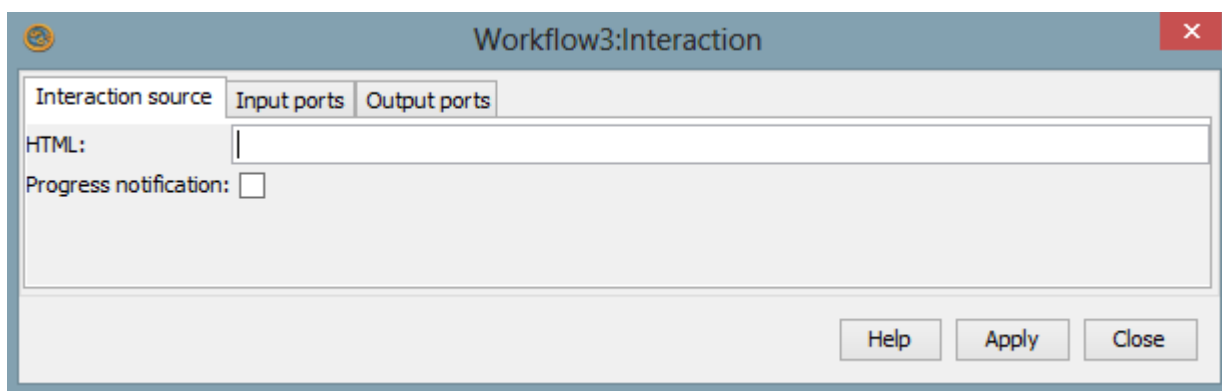 Workflow3:Interaction
Interaction source Input ports Output ports
HTML:
Progress notification:
Help Apply Close